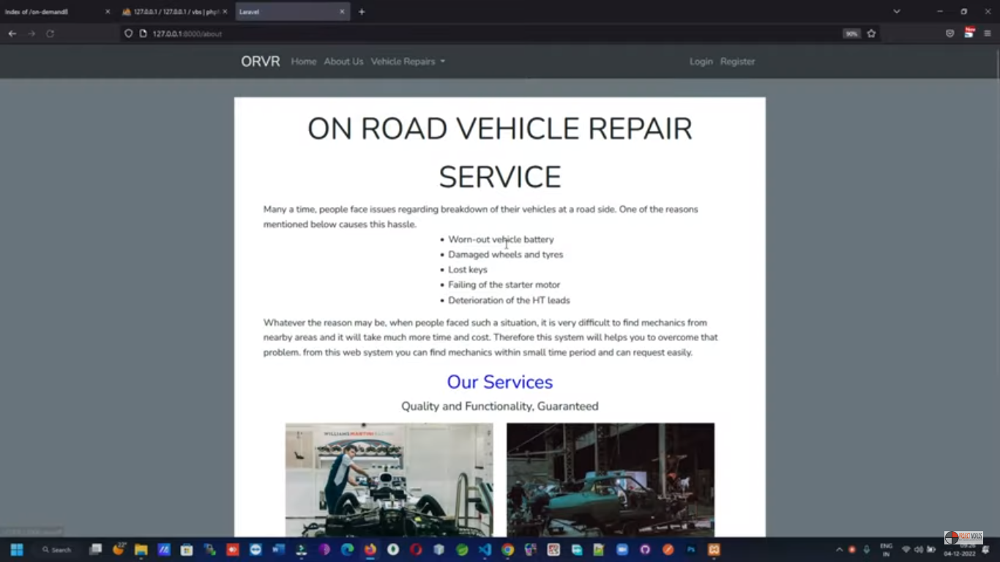 Index of /on-demand8
127.0.0.1 / 127.0.0.1 / vbs | php
Laravel
127.0.0.1:8000/about
90%
ORVR Home About Us Vehicle Repairs Login Register
ON ROAD VEHICLE REPAIR
SERVICE
Many a time, people face issues regarding breakdown of their vehicles at a road side. One of the reasons
mentioned below causes this hassle.
• Worn-out vehicle battery
• Damaged wheels and tyres
• Lost keys
• Failing of the starter motor
• Deterioration of the HT leads
Whatever the reason may be, when people faced such a situation, it is very difficult to find mechanics from
nearby areas and it will take much more time and cost. Therefore this system will helps you to overcome that
problem. from this web system you can find mechanics within small time period and can request easily.
Our Services
Quality and Functionality, Guaranteed
WILLIAMS MARTINI RACING
Search
ENG
IN
04-12-2022